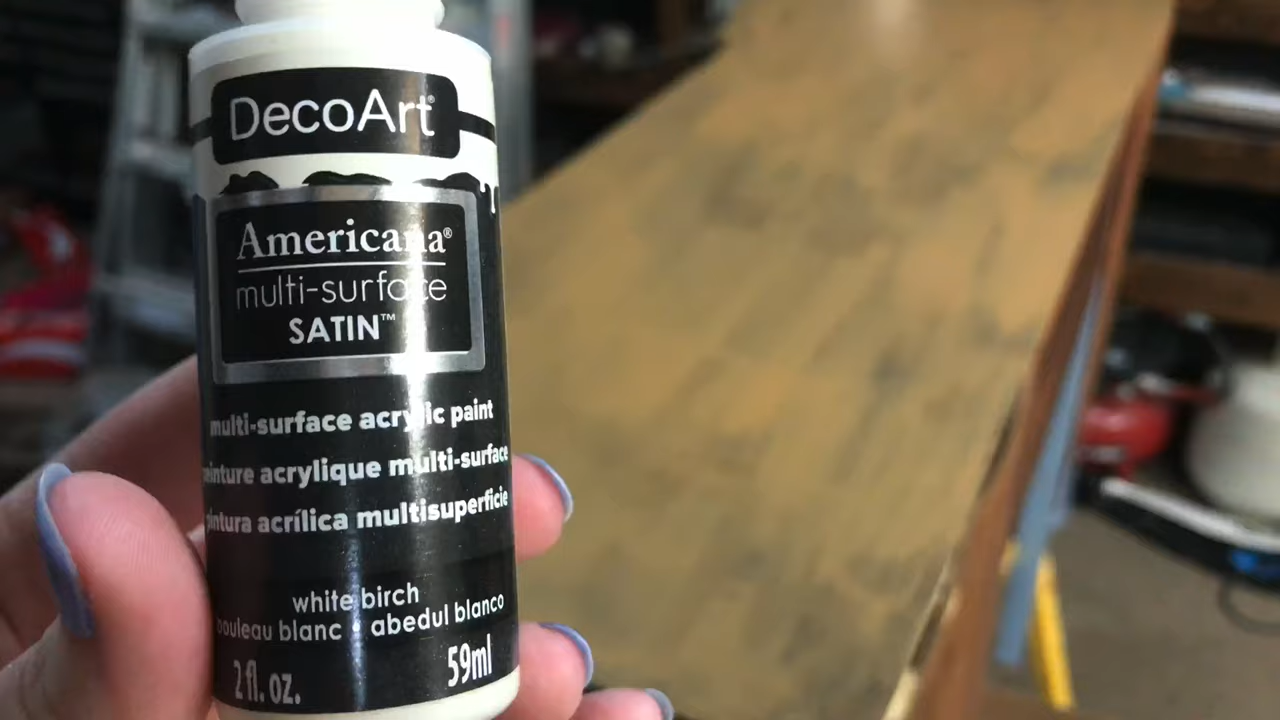 DecoArt®
Americana®
multi-surface
SATIN™
multi-surface acrylic paint
peinture acrylique multi-surface
pintura acrílica multisuperficie
white birch
bouleau blanc • abedul blanco
2 fl. oz. 59ml